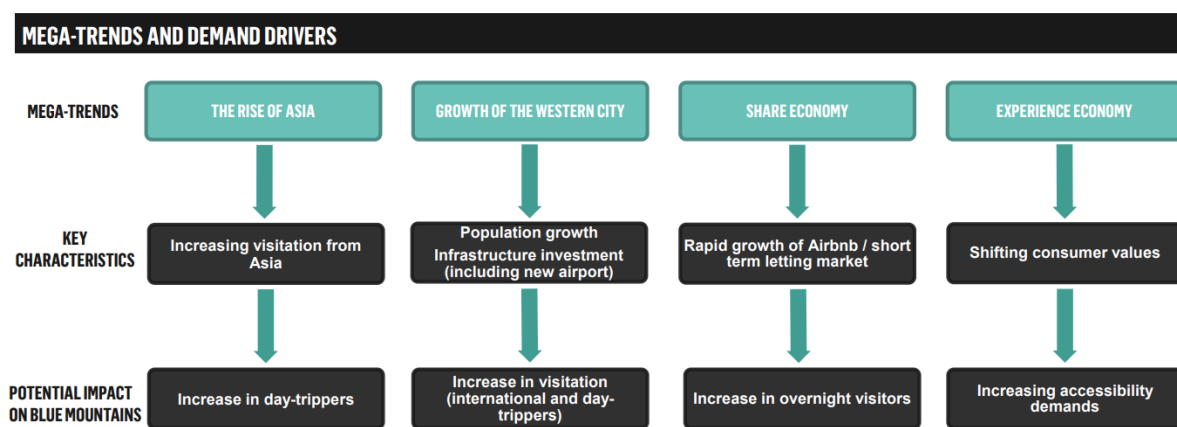 MEGA-TRENDS AND DEMAND DRIVERS
MEGA-TRENDS
THE RISE OF ASIA
GROWTH OF THE WESTERN CITY
SHARE ECONOMY
EXPERIENCE ECONOMY
KEY
CHARACTERISTICS
Increasing visitation from
Asia
Population growth
Infrastructure investment
(including new airport)
Rapid growth of Airbnb / short
term letting market
Shifting consumer values
POTENTIAL IMPACT
ON BLUE MOUNTAINS
Increase in day-trippers
Increase in visitation
(international and day-
trippers)
Increase in overnight visitors
Increasing accessibility
demands